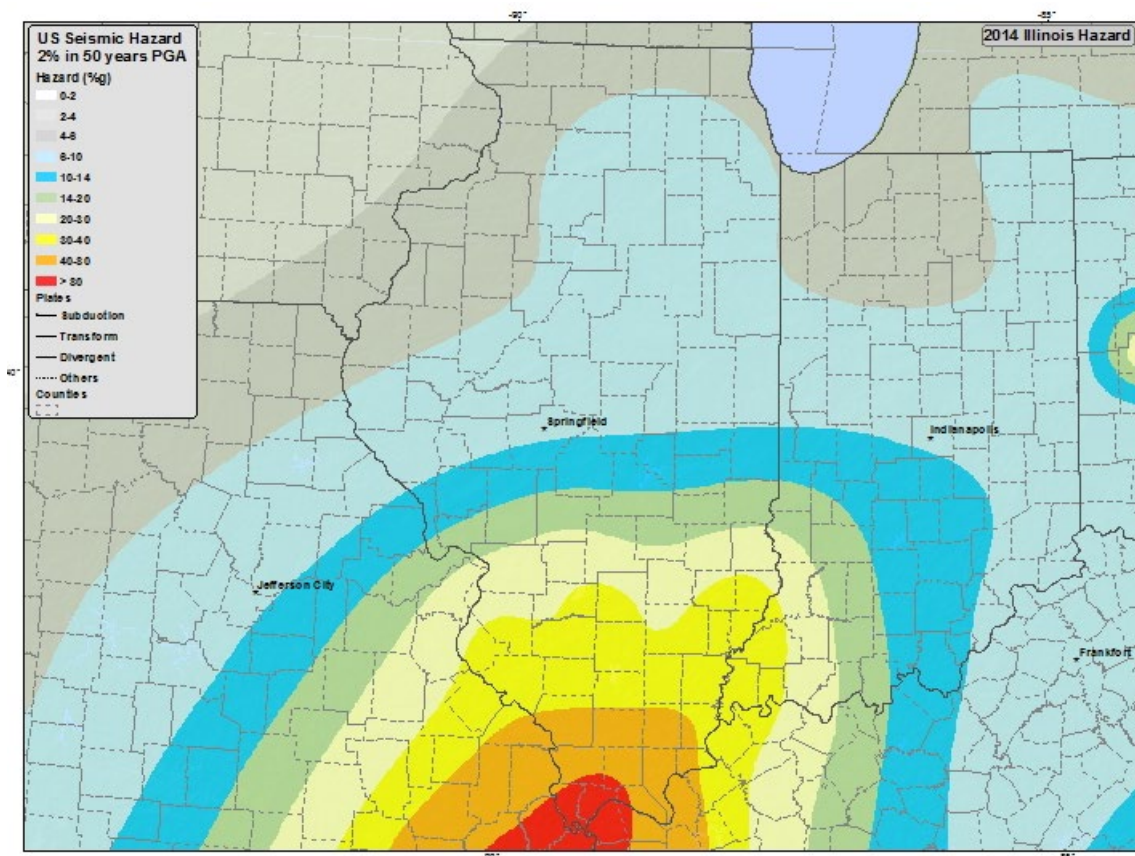 US Seismic Hazard
2% in 50 years PGA
Hazard (%g)
0-2
2-4
4-6
6-10
10-14
14-20
20-30
30-40
40-80
> 80
Plates
Subduction
Transform
Divergent
Others
Counties
2014 Illinois Hazard
Springfield
Indianapolis
Jefferson City
Frankfort